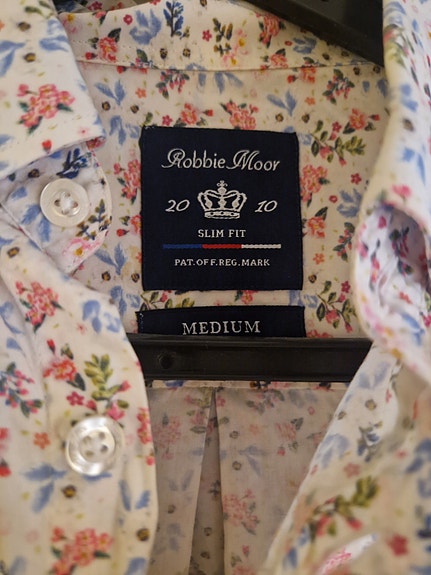 Robbie Moor
20 10
SLIM FIT
PAT.OFF.REG.MARK
MEDIUM